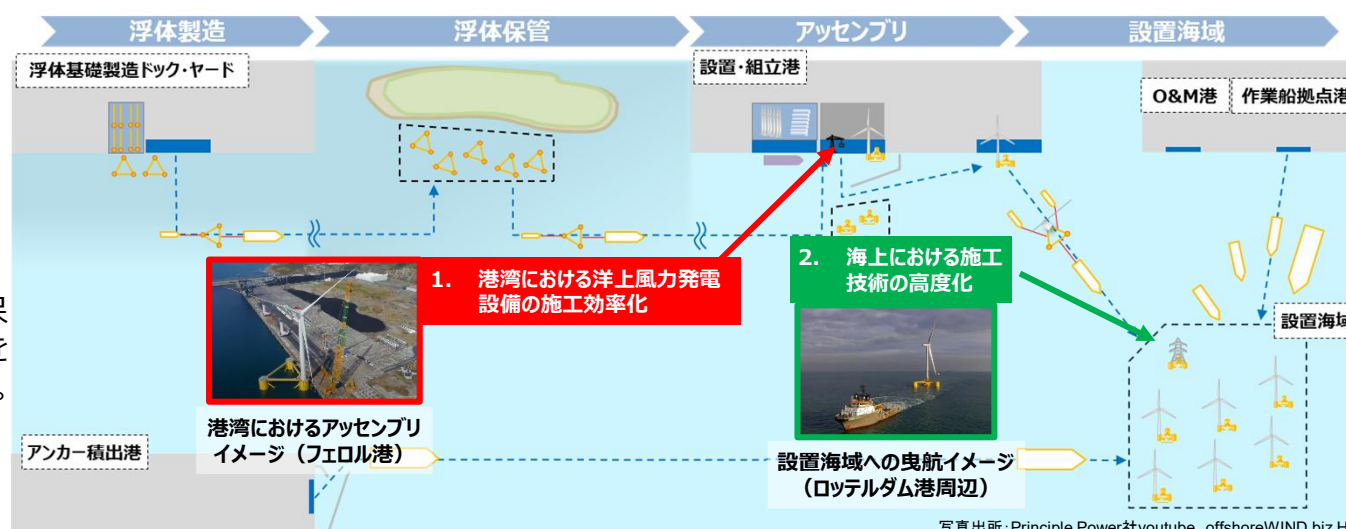 浮体製造
浮体保管
アッセンブリ
設置海域
浮体基礎製造ドック・ヤード
設置・組立港
O&M港
作業船拠点港
1. 港湾における洋上風力発電
設備の施工効率化
2. 海上における施工
技術の高度化
設置海域
を
。
港湾におけるアッセンブリ
イメージ（フェロル港）
設置海域への曳航イメージ
（ロッテルダム港周辺）
アンカー積出港
写真出所：Principle Power社youtube、offshoreWIND.biz